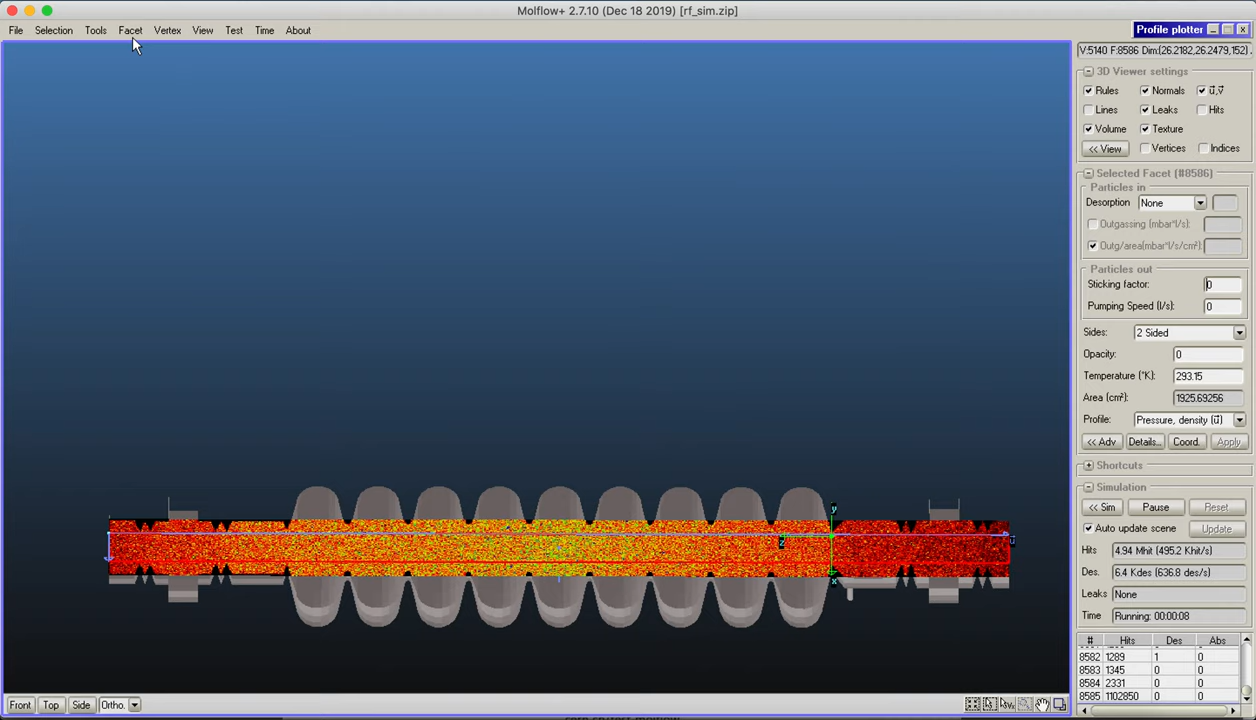 Molflow+ 2.7.10 (Dec 18 2019) [rf_sim.zip]
File Selection Tools Facet Vertex View Test Time About
Profile plotter
V:5140 F:8586 Dim:(26.2182,26.2479,152)
3D Viewer settings
Rules Normals ū,v̄
Lines Leaks Hits
Volume Texture
<< View Vertices Indices
Selected Facet (#8586)
Particles in
Desorption None
Outgassing (mbar*l/s):
Outg/area(mbar*l/s/cm²):
Particles out
Sticking factor: 0
Pumping Speed (l/s): 0
Sides: 2 Sided
Opacity: 0
Temperature (°K): 293.15
Area (cm²): 1925.69256
Profile: Pressure, density (ū)
<< Adv Details... Coord. Apply
Shortcuts
Simulation
<< Sim Pause Reset
Auto update scene Update
Hits 4.94 Mhit (495.2 Khit/s)
Des. 6.4 Kdes (636.8 des/s)
Leaks None
Time Running: 00:00:08
# Hits Des Abs
8582 1289 1 0
8583 1345 0 0
8584 2331 0 0
8585 1102850 0 0
y
z
x
ū
Front Top Side Ortho.